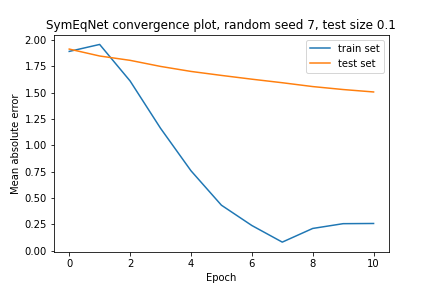 SymEqNet convergence plot, random seed 7, test size 0.1
train set
test set
2.00
1.75
1.50
1.25
1.00
0.75
0.50
0.25
0.00
Mean absolute error
0 2 4 6 8 10
Epoch